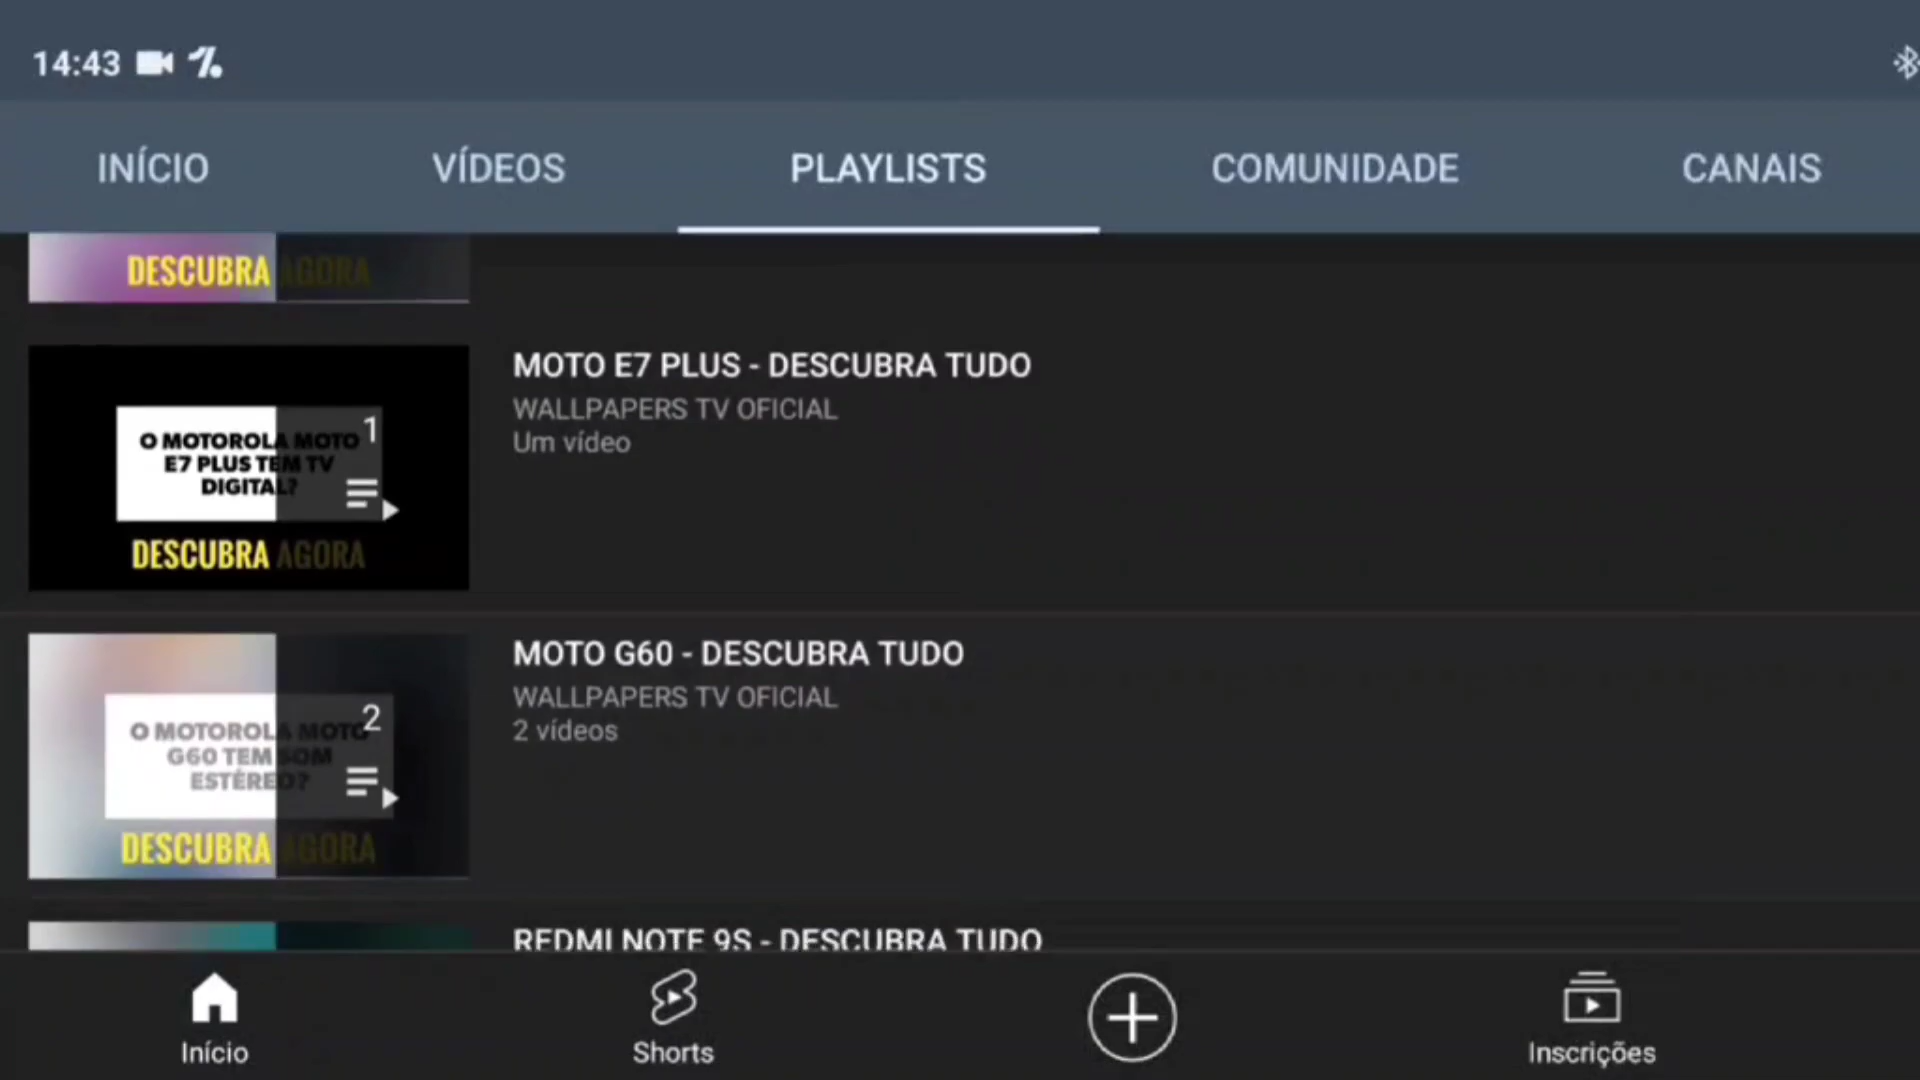 14:43
INÍCIO VÍDEOS PLAYLISTS COMUNIDADE CANAIS
DESCUBRA AGORA
O MOTOROLA MOTO
E7 PLUS TEM TV
DIGITAL?
1
DESCUBRA AGORA
MOTO E7 PLUS - DESCUBRA TUDO
WALLPAPERS TV OFICIAL
Um vídeo
O MOTOROLA MOTO
G60 TEM SOM
ESTÉREO?
2
DESCUBRA AGORA
MOTO G60 - DESCUBRA TUDO
WALLPAPERS TV OFICIAL
2 vídeos
REDMI NOTE 9S - DESCUBRA TUDO
Início Shorts Inscrições